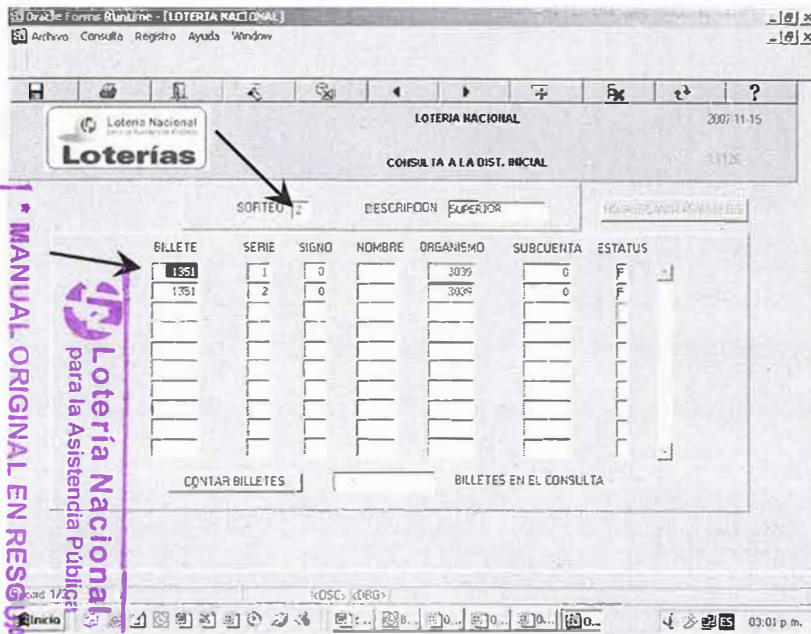 Oracle Forms Runtime - [LOTERIA NACIONAL]
Archivo Consulta Registro Ayuda Window
Lotería Nacional
Loterías
LOTERIA NACIONAL
2007-11-15
CONSULTA A LA DIST. INICIAL
SORTEO 2 DESCRIPCION SUPERIOR
BILLETE SERIE SIGNO NOMBRE ORGANISMO SUBCUENTA ESTATUS
1351 1 0 3039 0 F
1351 2 0 3039 0 F
CONTAR BILLETES BILLETES EN EL CONSULTA
<OSC> <DBG>
Inicio ES 03:01 p.m.
Lotería Nacional
para la Asistencia Pública
* MANUAL ORIGINAL EN